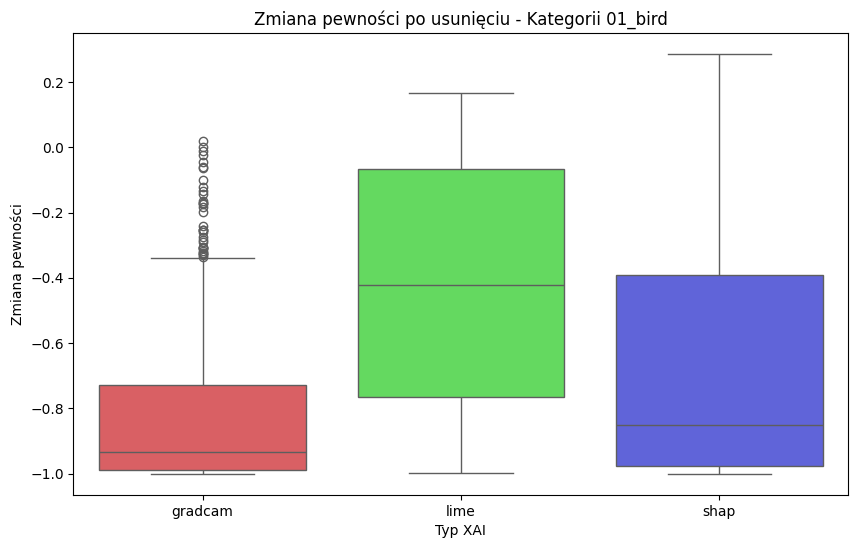 Zmiana pewności po usunięciu - Kategorii 01_bird
Zmiana pewności
0.2
0.0
−0.2
−0.4
−0.6
−0.8
−1.0
gradcam lime shap
Typ XAI